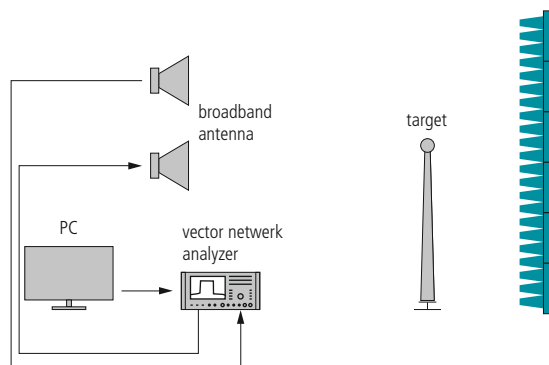 broadband
antenna
target
PC
vector netwerk
analyzer